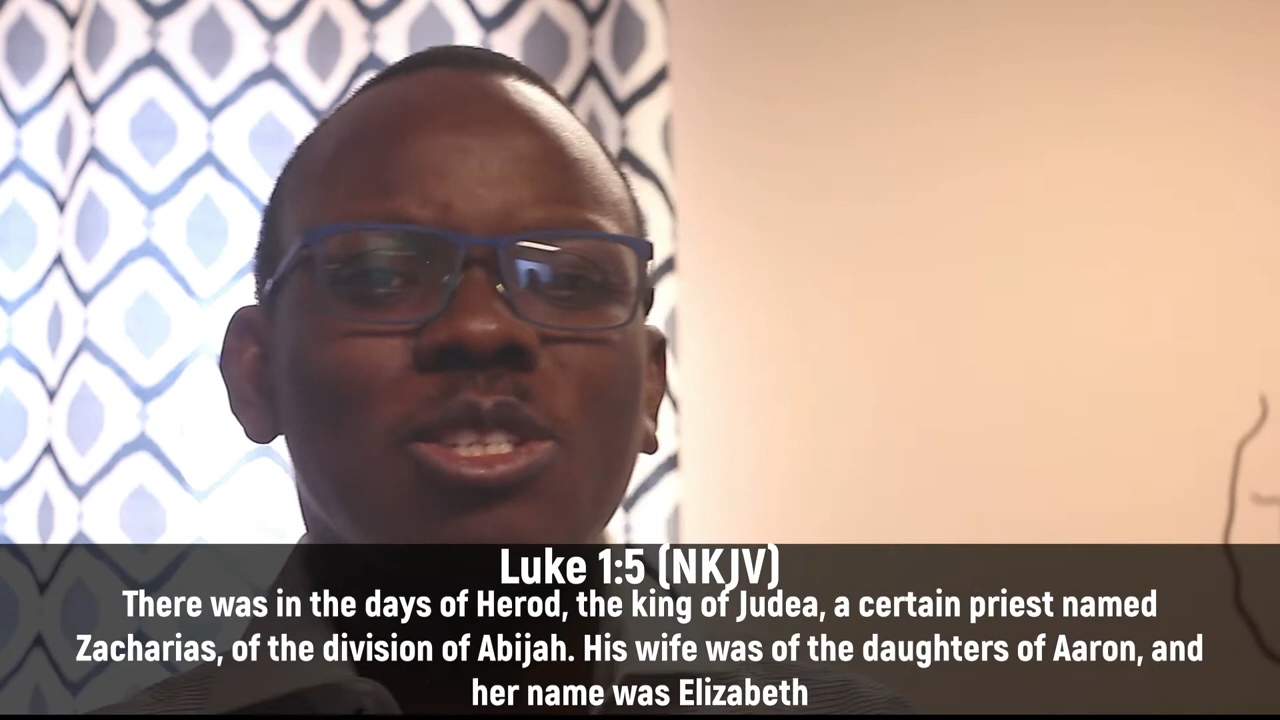 Luke 1:5 (NKJV)
There was in the days of Herod, the king of Judea, a certain priest named
Zacharias, of the division of Abijah. His wife was of the daughters of Aaron, and
her name was Elizabeth